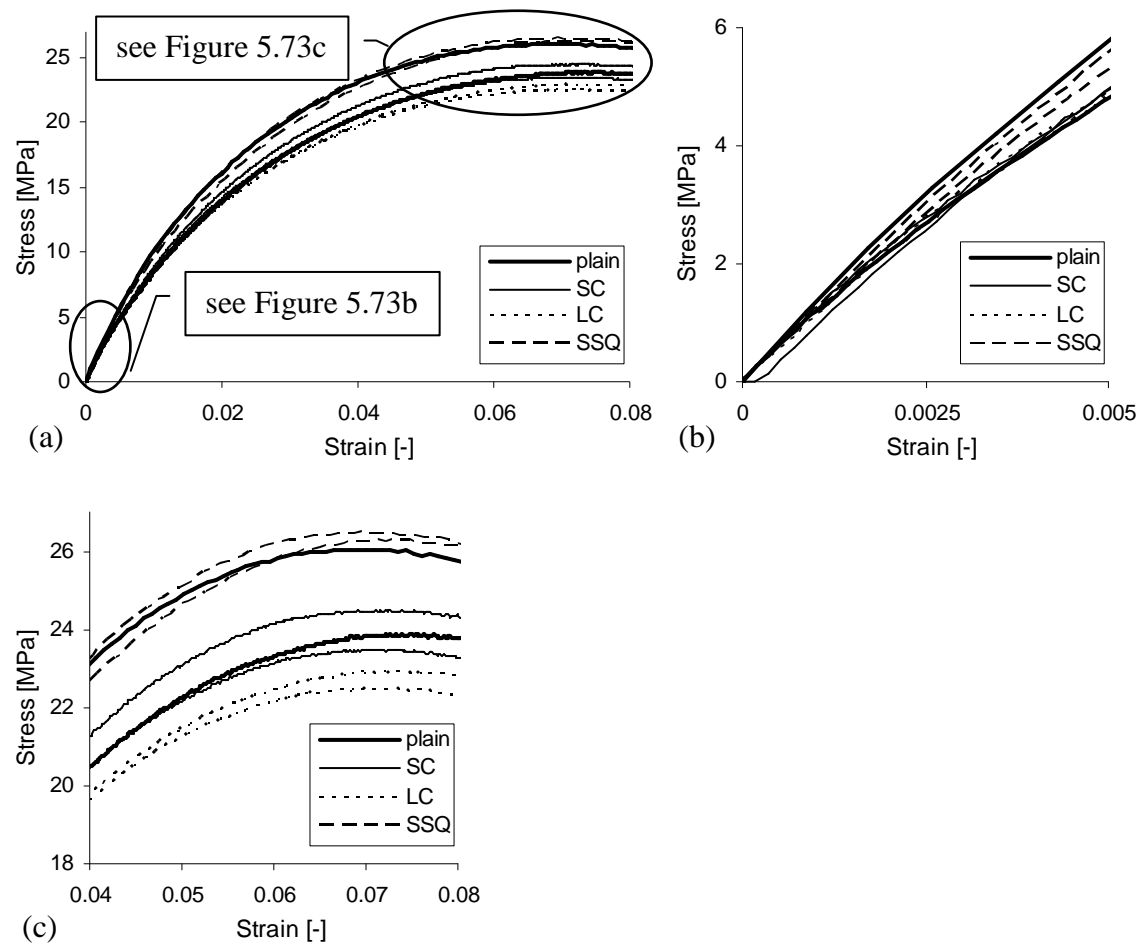 see Figure 5.73c
25
20
15
10
5
0
Stress [MPa]
plain
SC
LC
SSQ
see Figure 5.73b
0
0.02
0.04
0.06
0.08
(a)
Strain [-]
6
4
2
0
Stress [MPa]
plain
SC
LC
SSQ
0
0.0025
0.005
(b)
Strain [-]
26
24
22
20
18
Stress [MPa]
plain
SC
LC
SSQ
0.04
0.05
0.06
0.07
0.08
(c)
Strain [-]